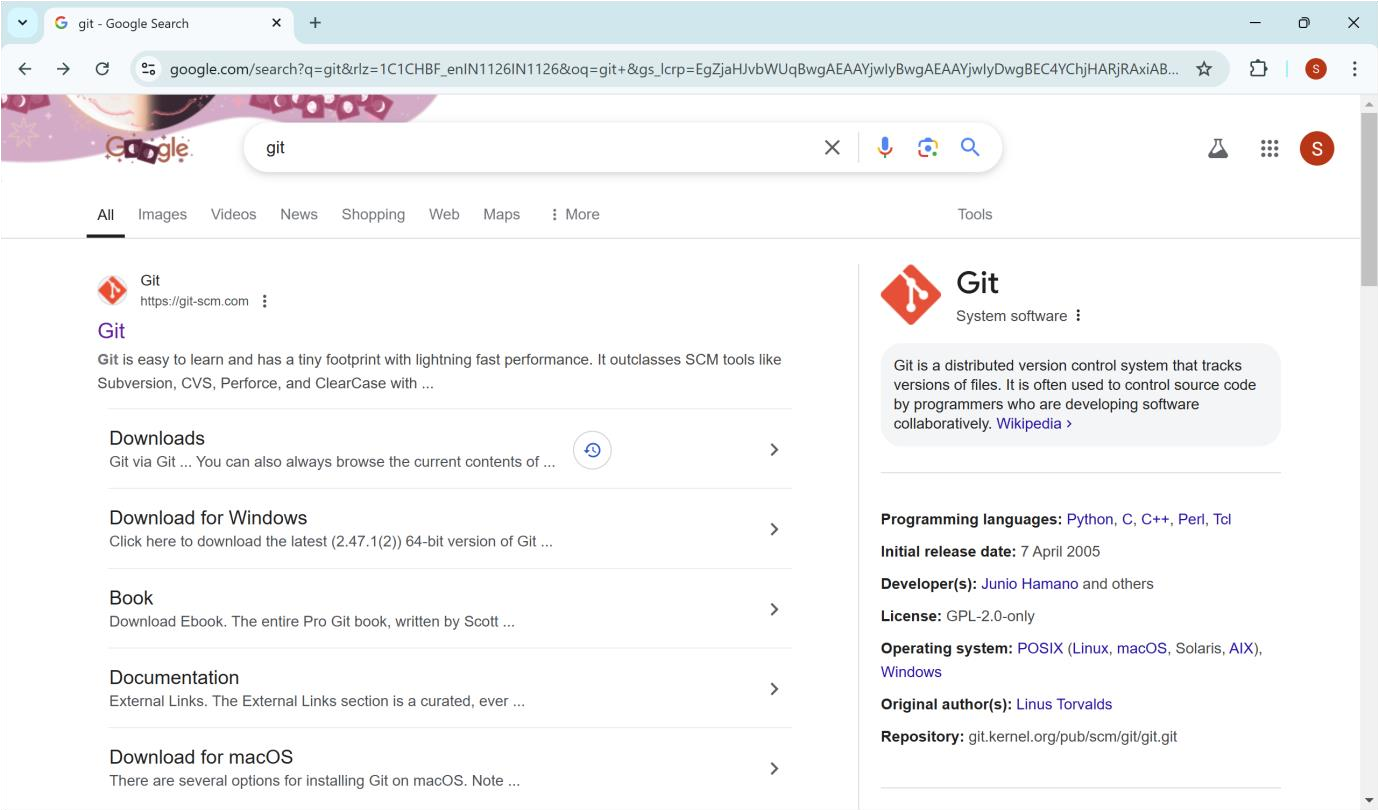 git - Google Search
google.com/search?q=git&rlz=1C1CHBF_enIN1126IN1126&oq=git+&gs_lcrp=EgZjaHJvbWUqBwgAEAAYjwIyBwgAEAAYjwIyDwgBEC4YChjHARjRAxiAB...
S
Google
git
S
All Images Videos News Shopping Web Maps More Tools
Git
https://git-scm.com
Git
Git is easy to learn and has a tiny footprint with lightning fast performance. It outclasses SCM tools like
Subversion, CVS, Perforce, and ClearCase with ...
Downloads
Git via Git ... You can also always browse the current contents of ...
Download for Windows
Click here to download the latest (2.47.1(2)) 64-bit version of Git ...
Book
Download Ebook. The entire Pro Git book, written by Scott ...
Documentation
External Links. The External Links section is a curated, ever ...
Download for macOS
There are several options for installing Git on macOS. Note ...
Git
System software
Git is a distributed version control system that tracks
versions of files. It is often used to control source code
by programmers who are developing software
collaboratively. Wikipedia ›
Programming languages: Python, C, C++, Perl, Tcl
Initial release date: 7 April 2005
Developer(s): Junio Hamano and others
License: GPL-2.0-only
Operating system: POSIX (Linux, macOS, Solaris, AIX),
Windows
Original author(s): Linus Torvalds
Repository: git.kernel.org/pub/scm/git/git.git